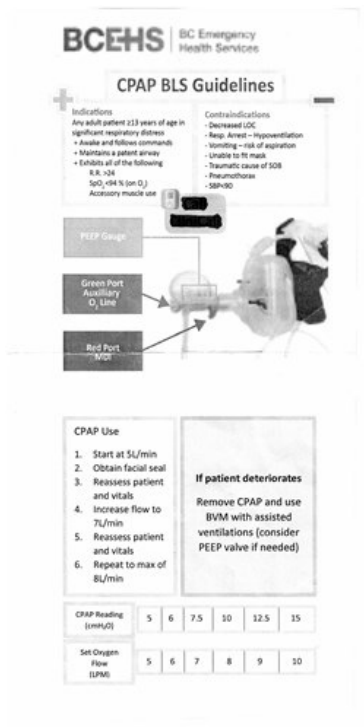 BCEHS
BC Emergency
Health Services
CPAP BLS Guidelines
Indications
Any adult patient ≥13 years of age in
significant respiratory distress
+ Awake and follows commands
+ Maintains a patent airway
+ Exhibits all of the following
R.R. >24
SpO₂ <94 % (on O₂)
Accessory muscle use
Contraindications
- Decreased LOC
- Resp. Arrest – Hypoventilation
- Vomiting – risk of aspiration
- Unable to fit mask
- Traumatic cause of SOB
- Pneumothorax
- SBP<90
PEEP Gauge
Green Port
Auxilliary
O₂ Line
Red Port
MDI
CPAP Use
1. Start at 5L/min
2. Obtain facial seal
3. Reassess patient
and vitals
4. Increase flow to
7L/min
5. Reassess patient
and vitals
6. Repeat to max of
8L/min
If patient deteriorates
Remove CPAP and use
BVM with assisted
ventilations (consider
PEEP valve if needed)
CPAP Reading
(cmH₂O)
5 6 7.5 10 12.5 15
Set Oxygen
Flow
(LPM)
5 6 7 8 9 10